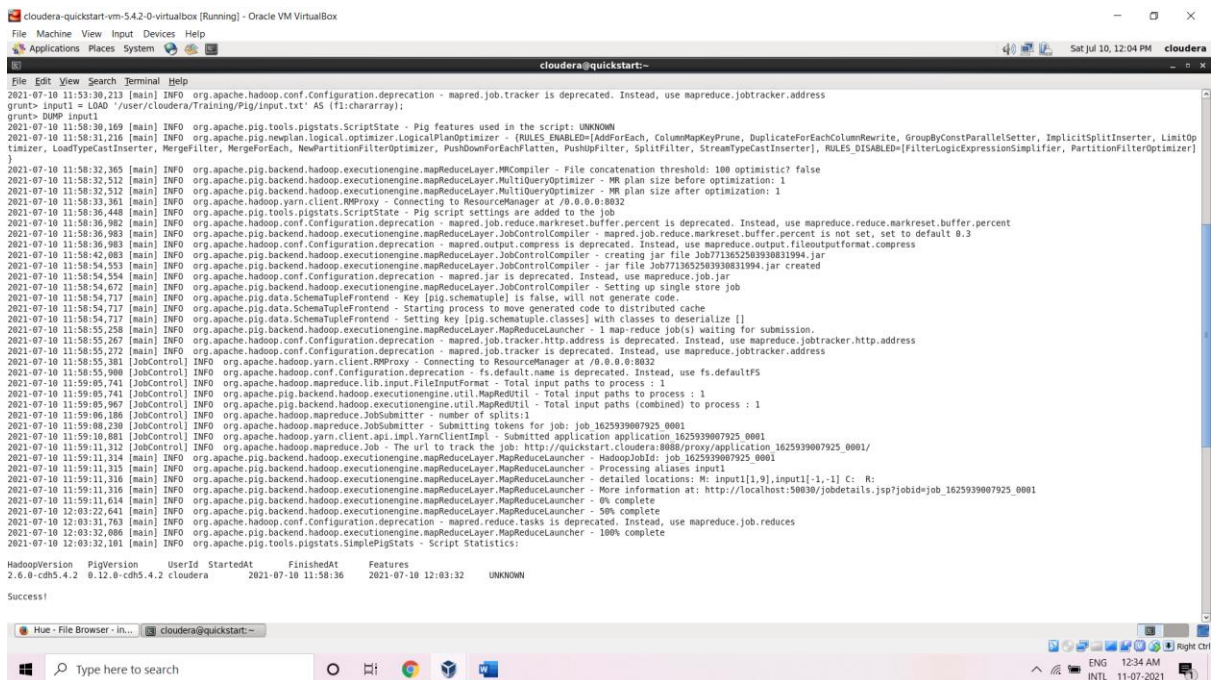 cloudera-quickstart-vm-5.4.2-0-virtualbox [Running] - Oracle VM VirtualBox
File Machine View Input Devices Help
Applications Places System
Sat Jul 10, 12:04 PM cloudera
cloudera@quickstart:~
File Edit View Search Terminal Help
2021-07-10 11:53:30,213 [main] INFO org.apache.hadoop.conf.Configuration.deprecation - mapred.job.tracker is deprecated. Instead, use mapreduce.jobtracker.address
grunt> input1 = LOAD '/user/cloudera/Training/Pig/input.txt' AS (f1:chararray);
grunt> DUMP input1
2021-07-10 11:58:30,169 [main] INFO org.apache.pig.tools.pigstats.ScriptState - Pig features used in the script: UNKNOWN
2021-07-10 11:58:31,216 [main] INFO org.apache.pig.newplan.logical.optimizer.LogicalPlanOptimizer - {RULES_ENABLED=[AddForEach, ColumnMapKeyPrune, DuplicateForEachColumnRewrite, GroupByConstParallelSetter, ImplicitSplitInserter, LimitOp
timizer, LoadTypeCastInserter, MergeFilter, MergeForEach, NewPartitionFilterOptimizer, PushDownForEachFlatten, PushUpFilter, SplitFilter, StreamTypeCastInserter], RULES_DISABLED=[FilterLogicExpressionSimplifier, PartitionFilterOptimizer]
}
2021-07-10 11:58:32,365 [main] INFO org.apache.pig.backend.hadoop.executionengine.mapReduceLayer.MRCompiler - File concatenation threshold: 100 optimistic? false
2021-07-10 11:58:32,512 [main] INFO org.apache.pig.backend.hadoop.executionengine.mapReduceLayer.MultiQueryOptimizer - MR plan size before optimization: 1
2021-07-10 11:58:32,512 [main] INFO org.apache.pig.backend.hadoop.executionengine.mapReduceLayer.MultiQueryOptimizer - MR plan size after optimization: 1
2021-07-10 11:58:33,361 [main] INFO org.apache.hadoop.yarn.client.RMProxy - Connecting to ResourceManager at /0.0.0.0:8032
2021-07-10 11:58:36,448 [main] INFO org.apache.pig.tools.pigstats.ScriptState - Pig script settings are added to the job
2021-07-10 11:58:36,982 [main] INFO org.apache.hadoop.conf.Configuration.deprecation - mapred.job.reduce.markreset.buffer.percent is deprecated. Instead, use mapreduce.reduce.markreset.buffer.percent
2021-07-10 11:58:36,983 [main] INFO org.apache.pig.backend.hadoop.executionengine.mapReduceLayer.JobControlCompiler - mapred.job.reduce.markreset.buffer.percent is not set, set to default 0.3
2021-07-10 11:58:36,983 [main] INFO org.apache.hadoop.conf.Configuration.deprecation - mapred.output.compress is deprecated. Instead, use mapreduce.output.fileoutputformat.compress
2021-07-10 11:58:42,083 [main] INFO org.apache.pig.backend.hadoop.executionengine.mapReduceLayer.JobControlCompiler - creating jar file Job7713652503930831994.jar
2021-07-10 11:58:54,553 [main] INFO org.apache.pig.backend.hadoop.executionengine.mapReduceLayer.JobControlCompiler - jar file Job7713652503930831994.jar created
2021-07-10 11:58:54,554 [main] INFO org.apache.hadoop.conf.Configuration.deprecation - mapred.jar is deprecated. Instead, use mapreduce.job.jar
2021-07-10 11:58:54,672 [main] INFO org.apache.pig.backend.hadoop.executionengine.mapReduceLayer.JobControlCompiler - Setting up single store job
2021-07-10 11:58:54,717 [main] INFO org.apache.pig.data.SchemaTupleFrontend - Key [pig.schematuple] is false, will not generate code.
2021-07-10 11:58:54,717 [main] INFO org.apache.pig.data.SchemaTupleFrontend - Starting process to move generated code to distributed cache
2021-07-10 11:58:54,717 [main] INFO org.apache.pig.data.SchemaTupleFrontend - Setting key [pig.schematuple.classes] with classes to deserialize []
2021-07-10 11:58:55,258 [main] INFO org.apache.pig.backend.hadoop.executionengine.mapReduceLayer.MapReduceLauncher - 1 map-reduce job(s) waiting for submission.
2021-07-10 11:58:55,267 [main] INFO org.apache.hadoop.conf.Configuration.deprecation - mapred.job.tracker.http.address is deprecated. Instead, use mapreduce.jobtracker.http.address
2021-07-10 11:58:55,272 [main] INFO org.apache.hadoop.conf.Configuration.deprecation - mapred.job.tracker is deprecated. Instead, use mapreduce.jobtracker.address
2021-07-10 11:58:55,381 [JobControl] INFO org.apache.hadoop.yarn.client.RMProxy - Connecting to ResourceManager at /0.0.0.0:8032
2021-07-10 11:58:55,900 [JobControl] INFO org.apache.hadoop.conf.Configuration.deprecation - fs.default.name is deprecated. Instead, use fs.defaultFS
2021-07-10 11:59:05,741 [JobControl] INFO org.apache.hadoop.mapreduce.lib.input.FileInputFormat - Total input paths to process : 1
2021-07-10 11:59:05,741 [JobControl] INFO org.apache.pig.backend.hadoop.executionengine.util.MapRedUtil - Total input paths to process : 1
2021-07-10 11:59:05,967 [JobControl] INFO org.apache.pig.backend.hadoop.executionengine.util.MapRedUtil - Total input paths (combined) to process : 1
2021-07-10 11:59:06,186 [JobControl] INFO org.apache.hadoop.mapreduce.JobSubmitter - number of splits:1
2021-07-10 11:59:08,230 [JobControl] INFO org.apache.hadoop.mapreduce.JobSubmitter - Submitting tokens for job: job_1625939007925_0001
2021-07-10 11:59:10,881 [JobControl] INFO org.apache.hadoop.yarn.client.api.impl.YarnClientImpl - Submitted application application_1625939007925_0001
2021-07-10 11:59:11,312 [JobControl] INFO org.apache.hadoop.mapreduce.Job - The url to track the job: http://quickstart.cloudera:8088/proxy/application_1625939007925_0001/
2021-07-10 11:59:11,314 [main] INFO org.apache.pig.backend.hadoop.executionengine.mapReduceLayer.MapReduceLauncher - HadoopJobId: job_1625939007925_0001
2021-07-10 11:59:11,315 [main] INFO org.apache.pig.backend.hadoop.executionengine.mapReduceLayer.MapReduceLauncher - Processing aliases input1
2021-07-10 11:59:11,316 [main] INFO org.apache.pig.backend.hadoop.executionengine.mapReduceLayer.MapReduceLauncher - detailed locations: M: input1[1,9],input1[-1,-1] C: R:
2021-07-10 11:59:11,316 [main] INFO org.apache.pig.backend.hadoop.executionengine.mapReduceLayer.MapReduceLauncher - More information at: http://localhost:50030/jobdetails.jsp?jobid=job_1625939007925_0001
2021-07-10 11:59:11,614 [main] INFO org.apache.pig.backend.hadoop.executionengine.mapReduceLayer.MapReduceLauncher - 0% complete
2021-07-10 12:03:22,641 [main] INFO org.apache.pig.backend.hadoop.executionengine.mapReduceLayer.MapReduceLauncher - 50% complete
2021-07-10 12:03:31,763 [main] INFO org.apache.hadoop.conf.Configuration.deprecation - mapred.reduce.tasks is deprecated. Instead, use mapreduce.job.reduces
2021-07-10 12:03:32,086 [main] INFO org.apache.pig.backend.hadoop.executionengine.mapReduceLayer.MapReduceLauncher - 100% complete
2021-07-10 12:03:32,101 [main] INFO org.apache.pig.tools.pigstats.SimplePigStats - Script Statistics:
HadoopVersion PigVersion UserId StartedAt FinishedAt Features
2.6.0-cdh5.4.2 0.12.0-cdh5.4.2 cloudera 2021-07-10 11:58:36 2021-07-10 12:03:32 UNKNOWN
Success!
Hue - File Browser - in... cloudera@quickstart:~
Right Ctrl
Type here to search
ENG 12:34 AM
INTL 11-07-2021